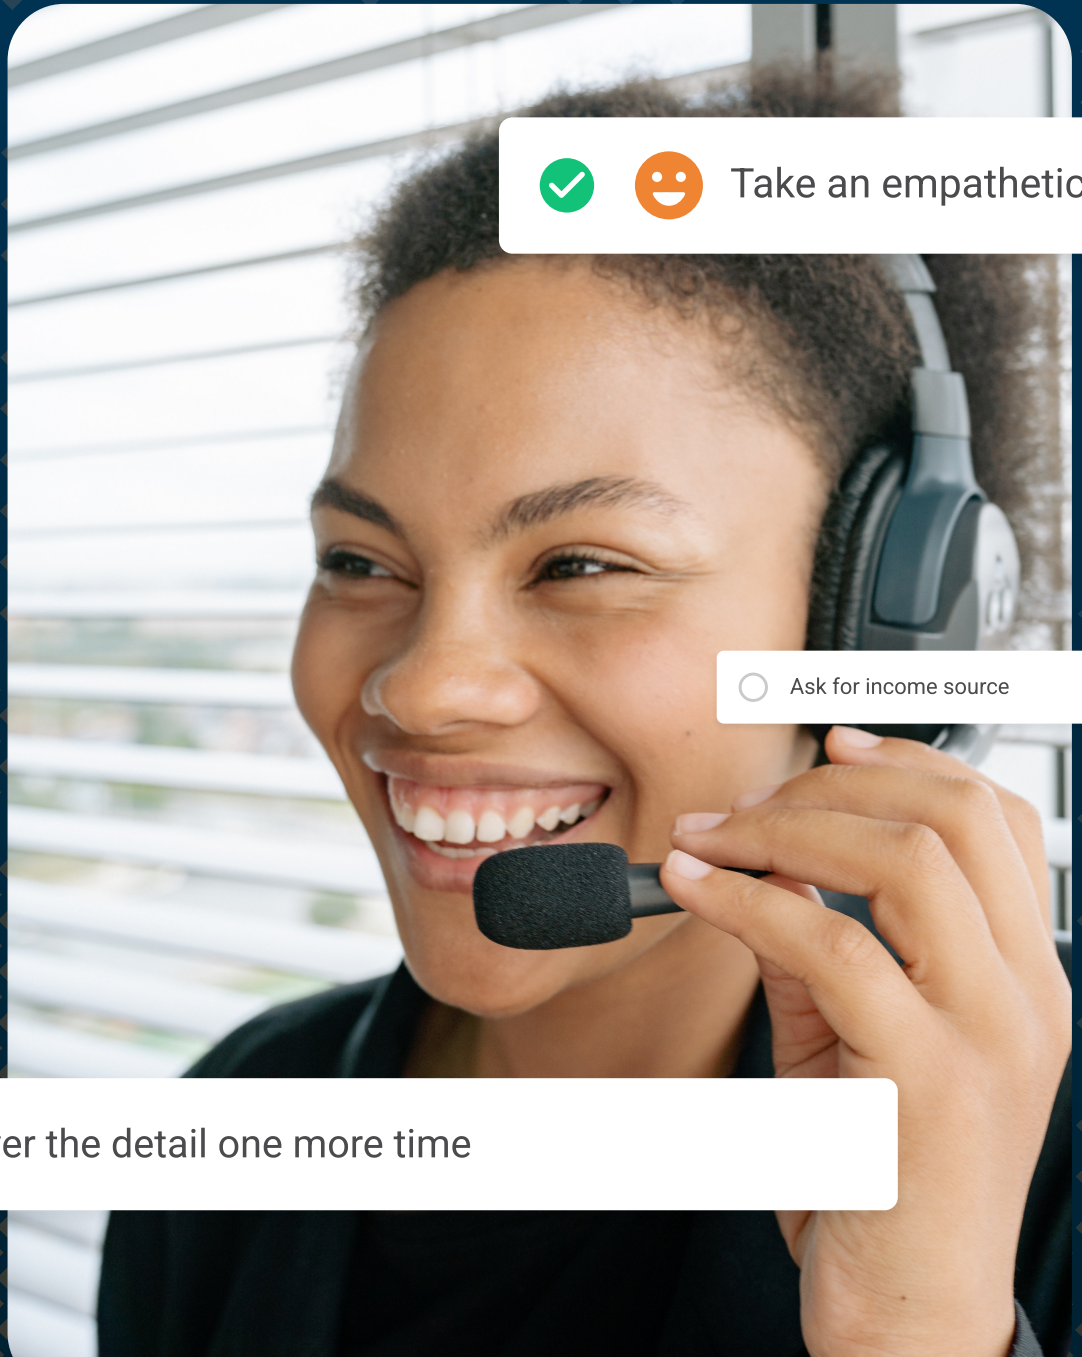 Take an empathetic
Ask for income source
er the detail one more time